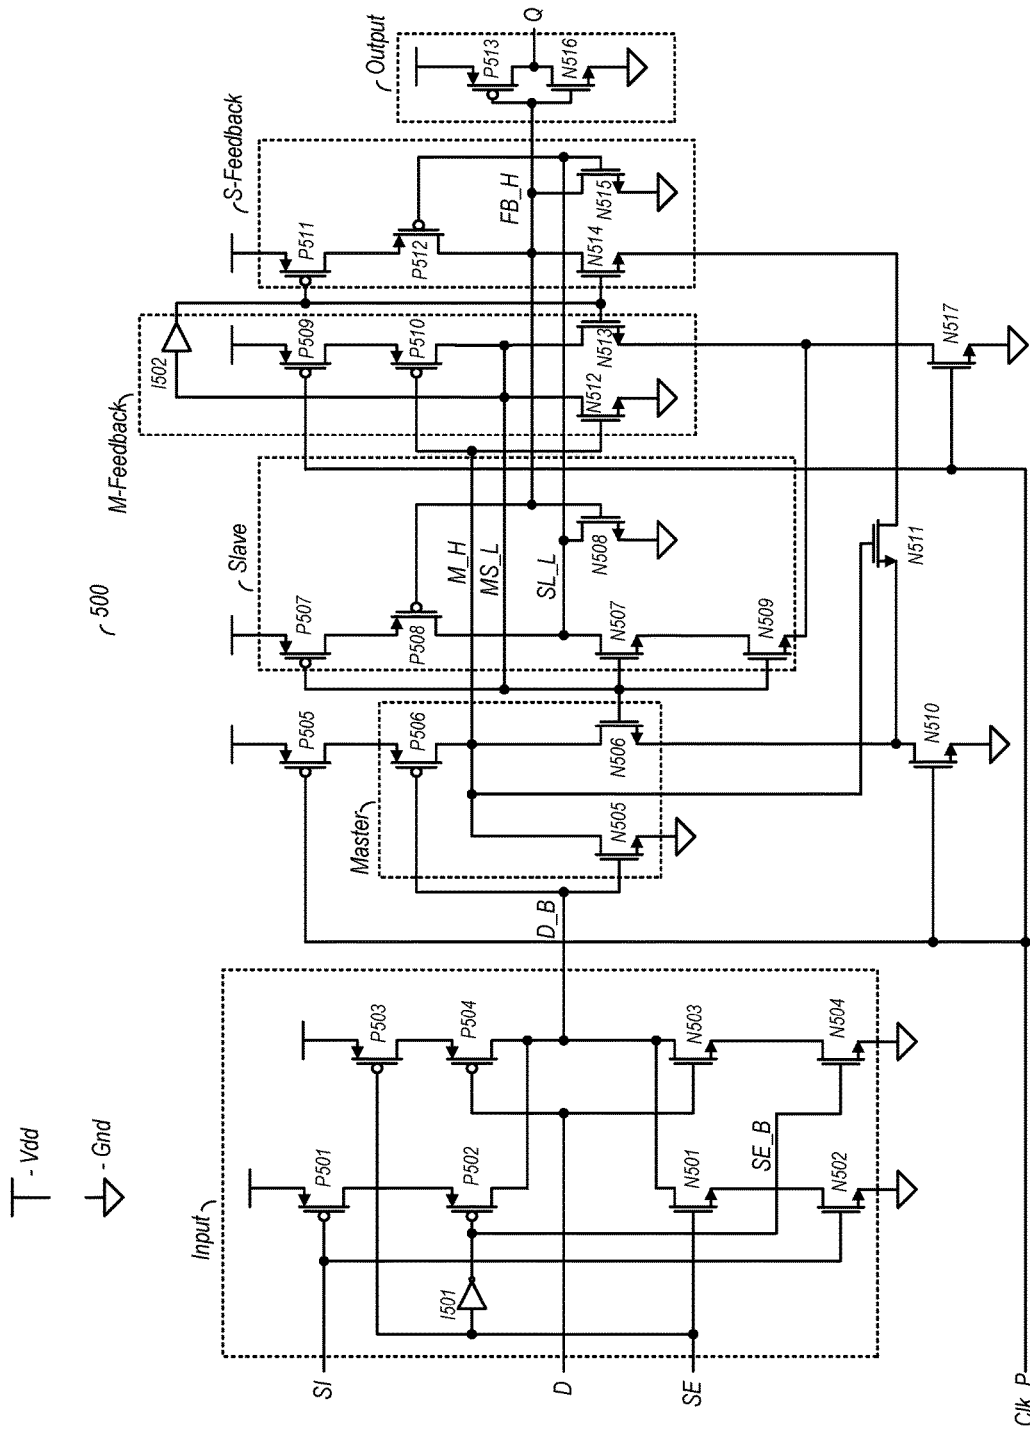 - Vdd
- Gnd
500
Input
SI
D
SE
Clk_P
P501
P502
I501
N501
N502
SE_B
P503
P504
N503
N504
D_B
Master
P505
P506
N505
N506
N510
Slave
P507
P508
M_H
MS_L
SL_L
N507
N508
N509
N511
M-Feedback
I502
P509
P510
N512
N513
N517
S-Feedback
P511
P512
FB_H
N514
N515
Output
P513
N516
Q